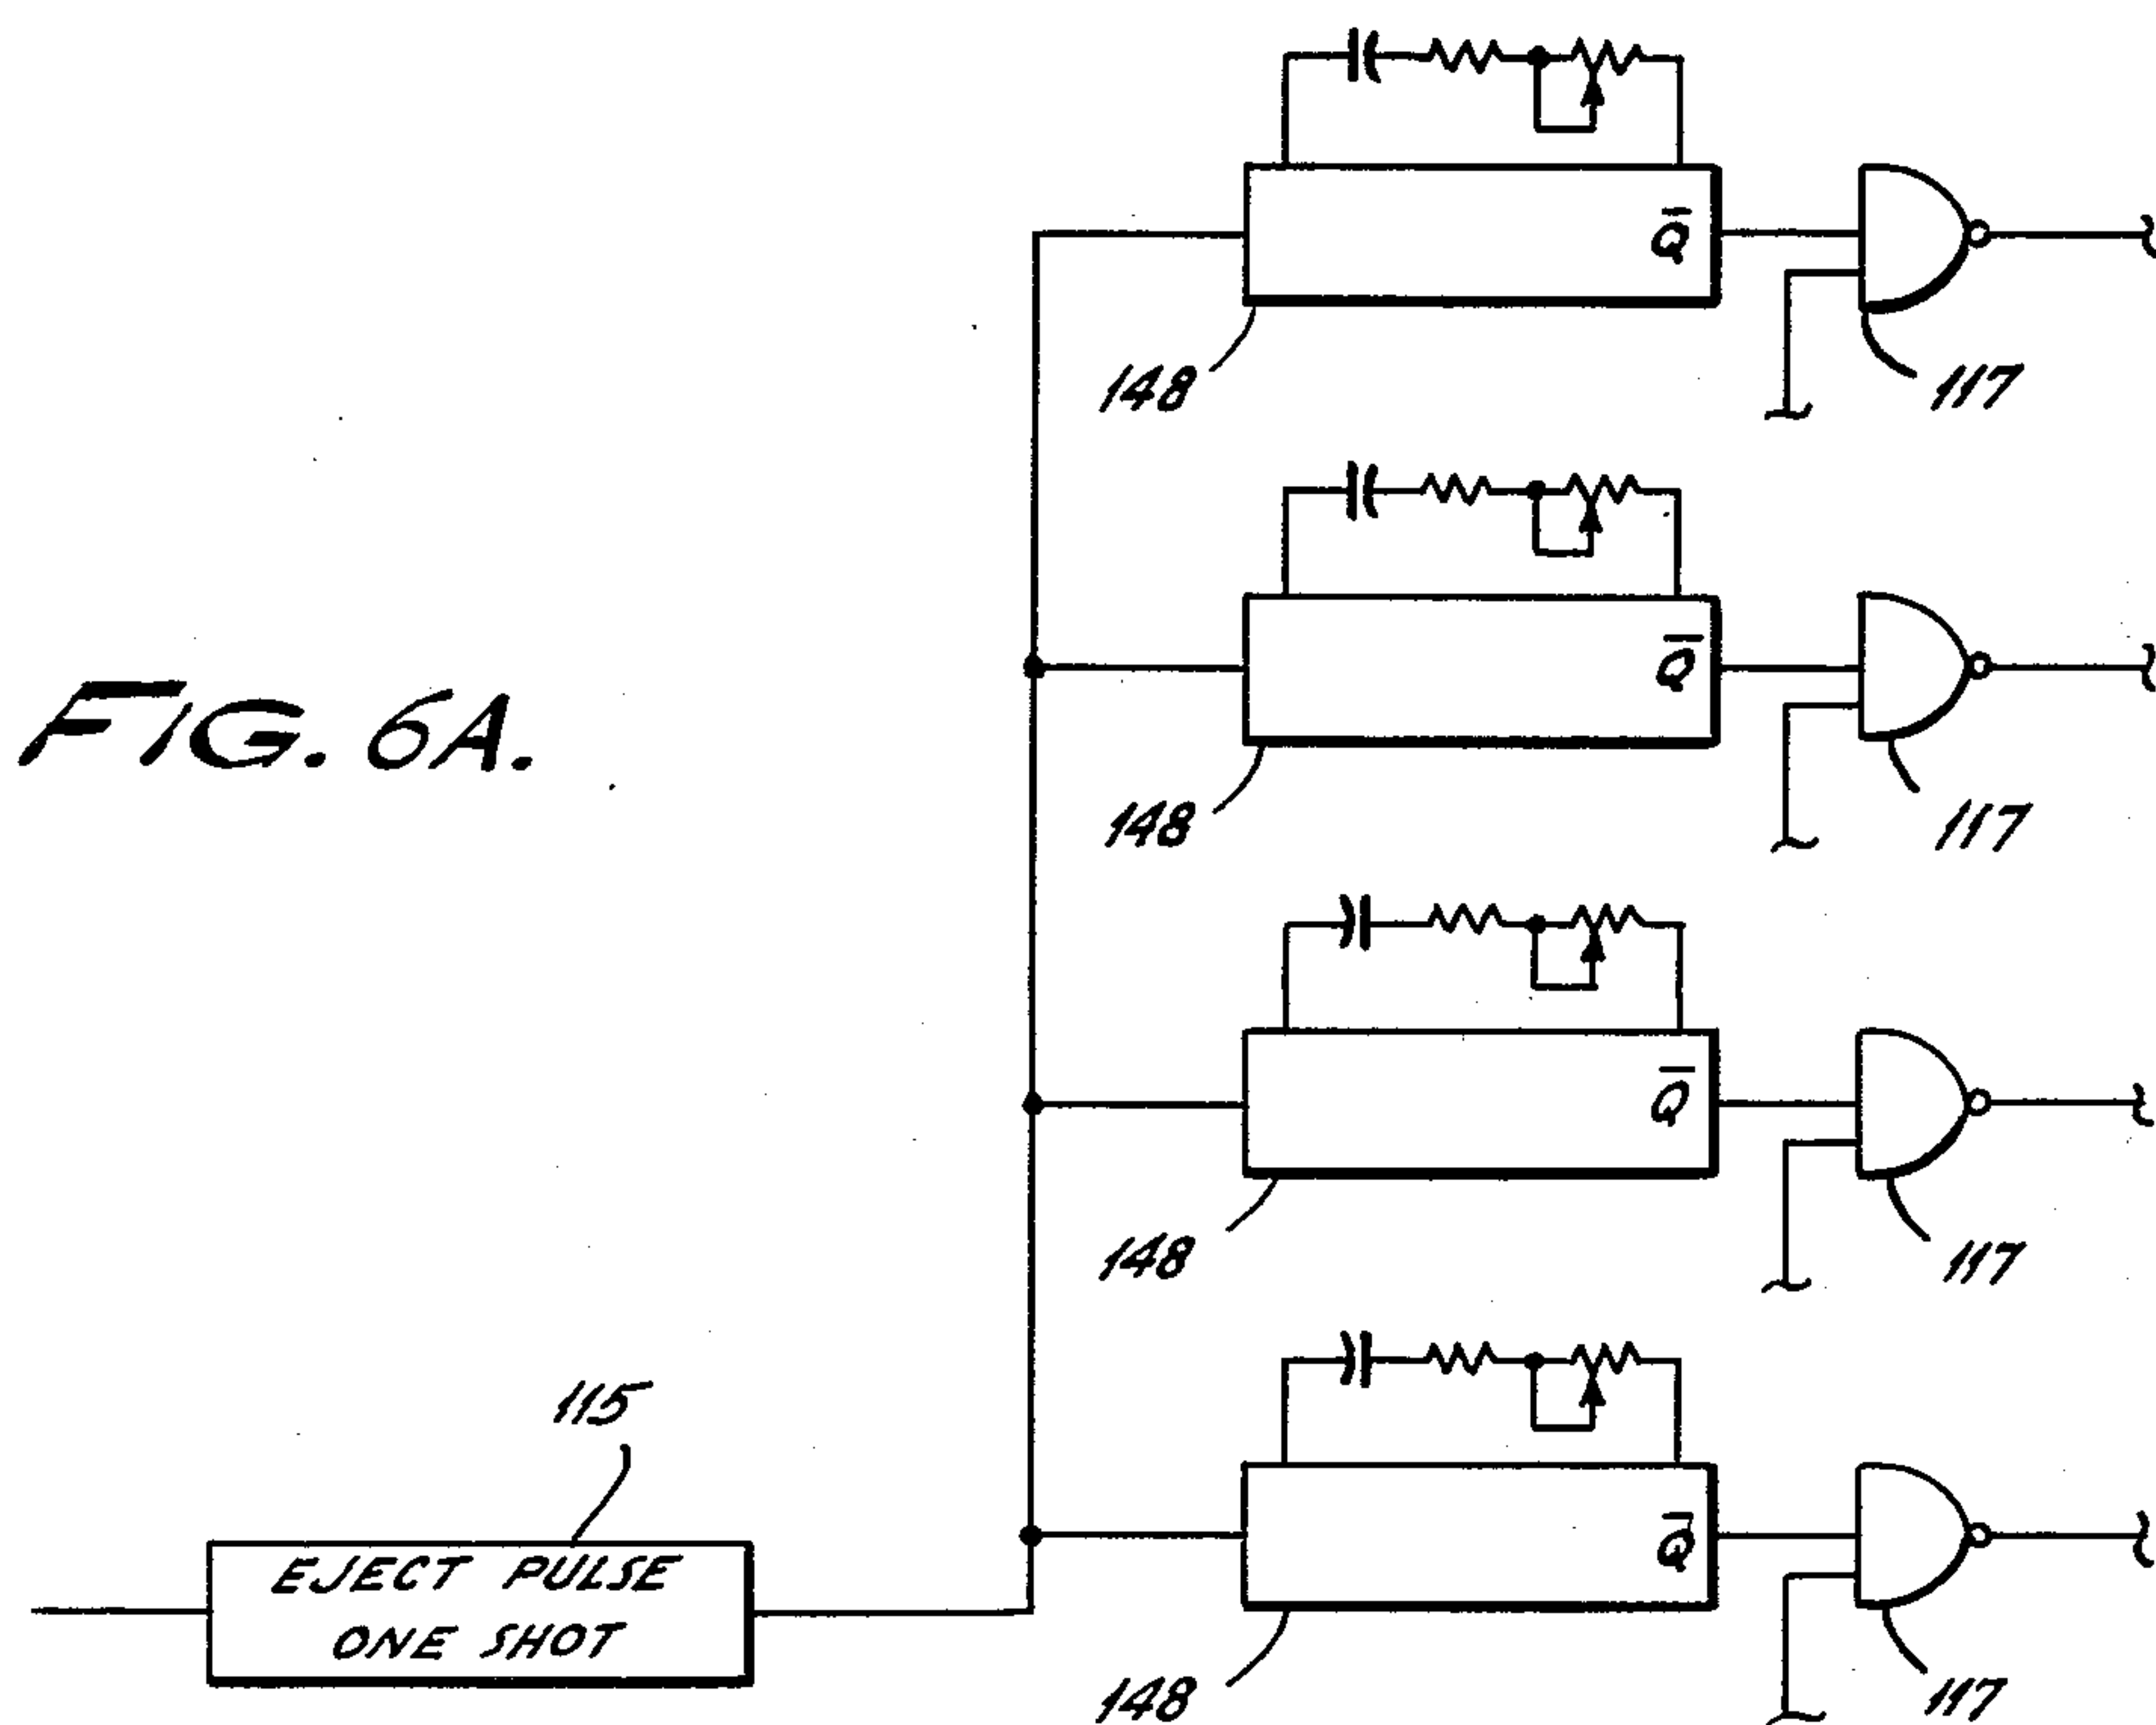 Q̅
148
117
Q̅
FIG. 6A.
148
117
Q̅
148
117
115
EJECT PULSE
ONE SHOT
Q̅
148
117